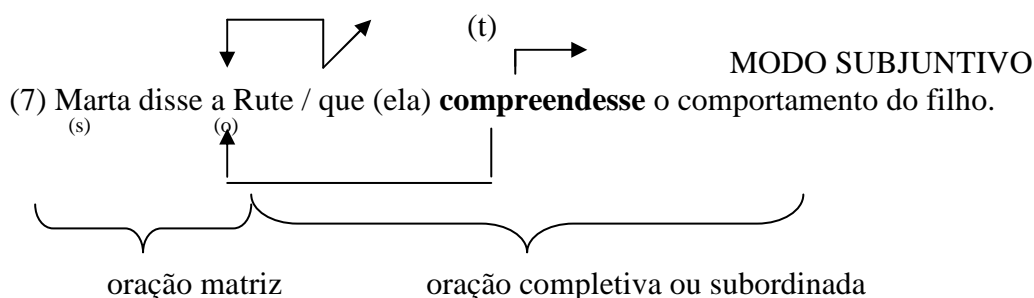 (t)
MODO SUBJUNTIVO
(7) Marta disse a Rute / que (ela) compreendesse o comportamento do filho.
(s) (o)
oração matriz oração completiva ou subordinada